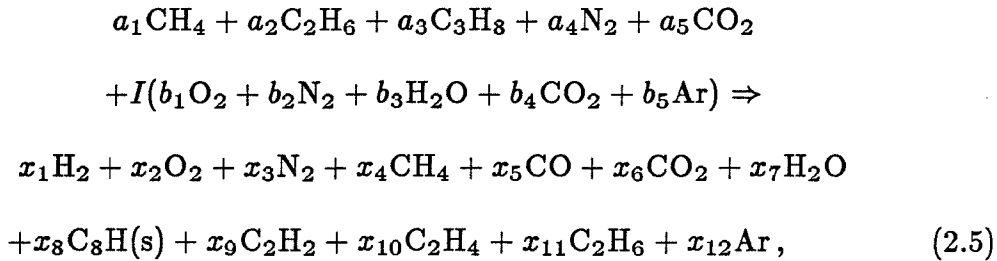 a₁CH₄ + a₂C₂H₆ + a₃C₃H₈ + a₄N₂ + a₅CO₂
+I(b₁O₂ + b₂N₂ + b₃H₂O + b₄CO₂ + b₅Ar) ⇒
x₁H₂ + x₂O₂ + x₃N₂ + x₄CH₄ + x₅CO + x₆CO₂ + x₇H₂O
+x₈C₈H(s) + x₉C₂H₂ + x₁₀C₂H₄ + x₁₁C₂H₆ + x₁₂Ar , (2.5)